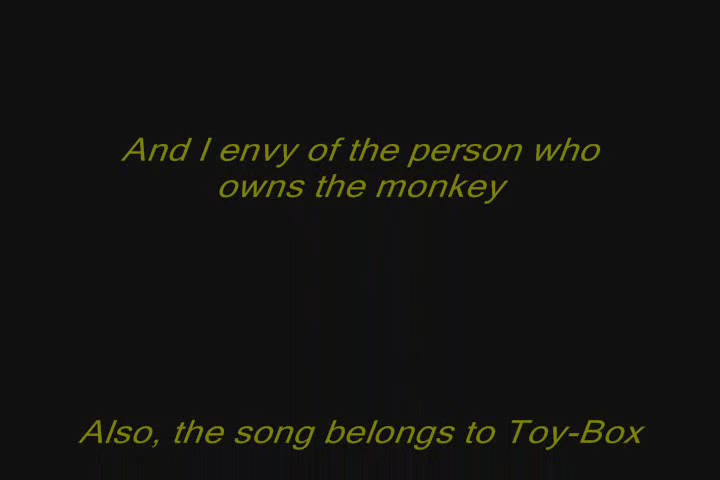 And I envy of the person who
owns the monkey
Also, the song belongs to Toy-Box